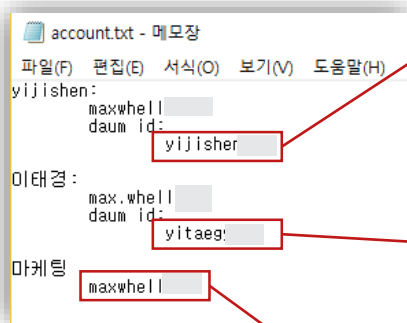 account.txt - 메모장
파일(F) 편집(E) 서식(O) 보기(V) 도움말(H)
yijishen:
maxwhell
daum id:
yijishen
이태경:
max.whell
daum id:
yitaeg
마케팅
maxwhell